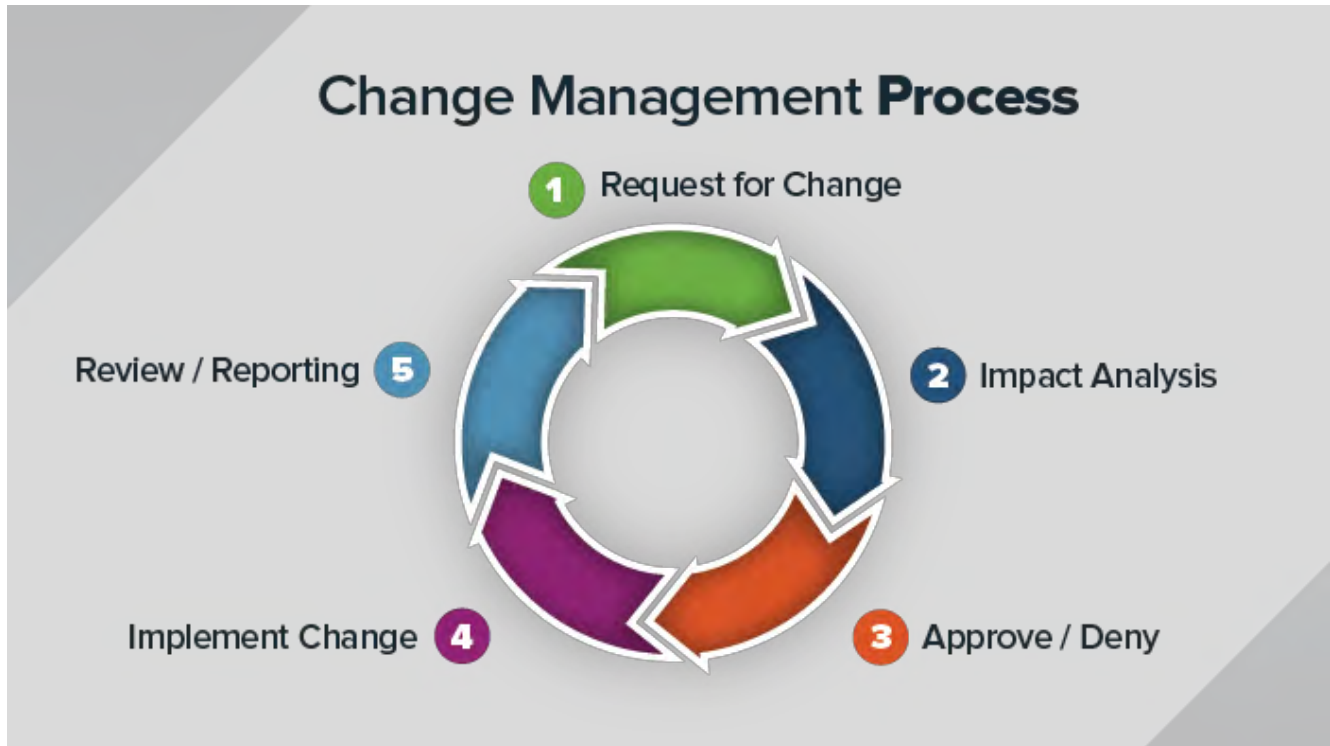 Change Management Process
1 Request for Change
2 Impact Analysis
3 Approve / Deny
Implement Change 4
Review / Reporting 5